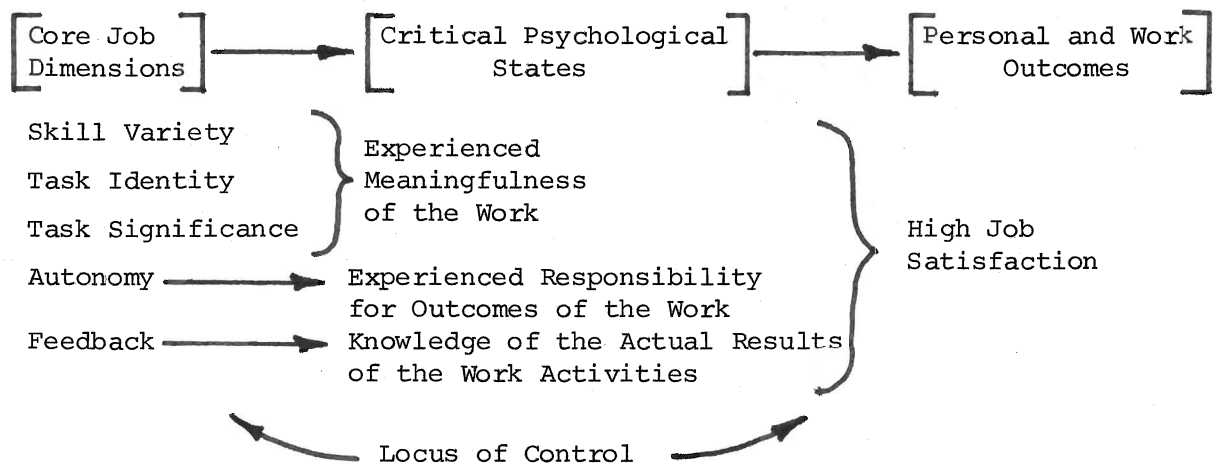 Core Job
Dimensions
Critical Psychological
States
Personal and Work
Outcomes
Skill Variety
Task Identity
Task Significance
Experienced
Meaningfulness
of the Work
Autonomy
Experienced Responsibility
for Outcomes of the Work
Feedback
Knowledge of the Actual Results
of the Work Activities
High Job
Satisfaction
Locus of Control